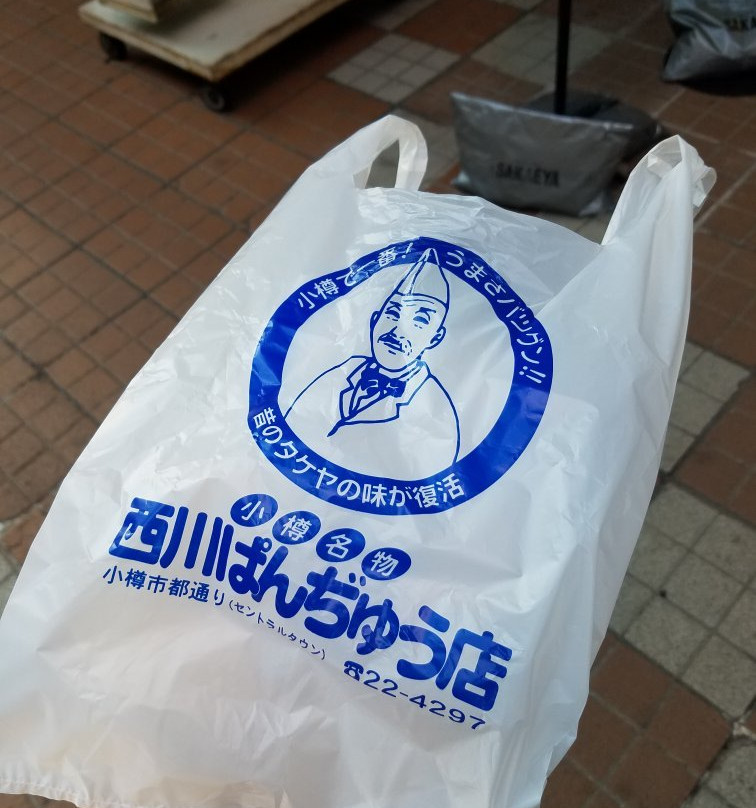 SAKAEYA
小樽で一番!うまさバツグン!!
昔のタケヤの味が復活
小樽名物
西川ぱんぢゅう店
小樽市都通り(セントラルタウン)
☎22-4297